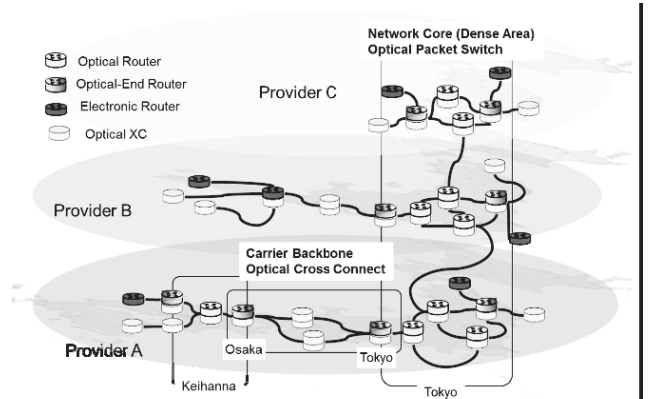 Network Core (Dense Area)
Optical Packet Switch
Optical Router
Optical-End Router
Electronic Router
Optical XC
Provider C
Provider B
Carrier Backbone
Optical Cross Connect
Provider A
Osaka
Tokyo
Keihanna
Tokyo